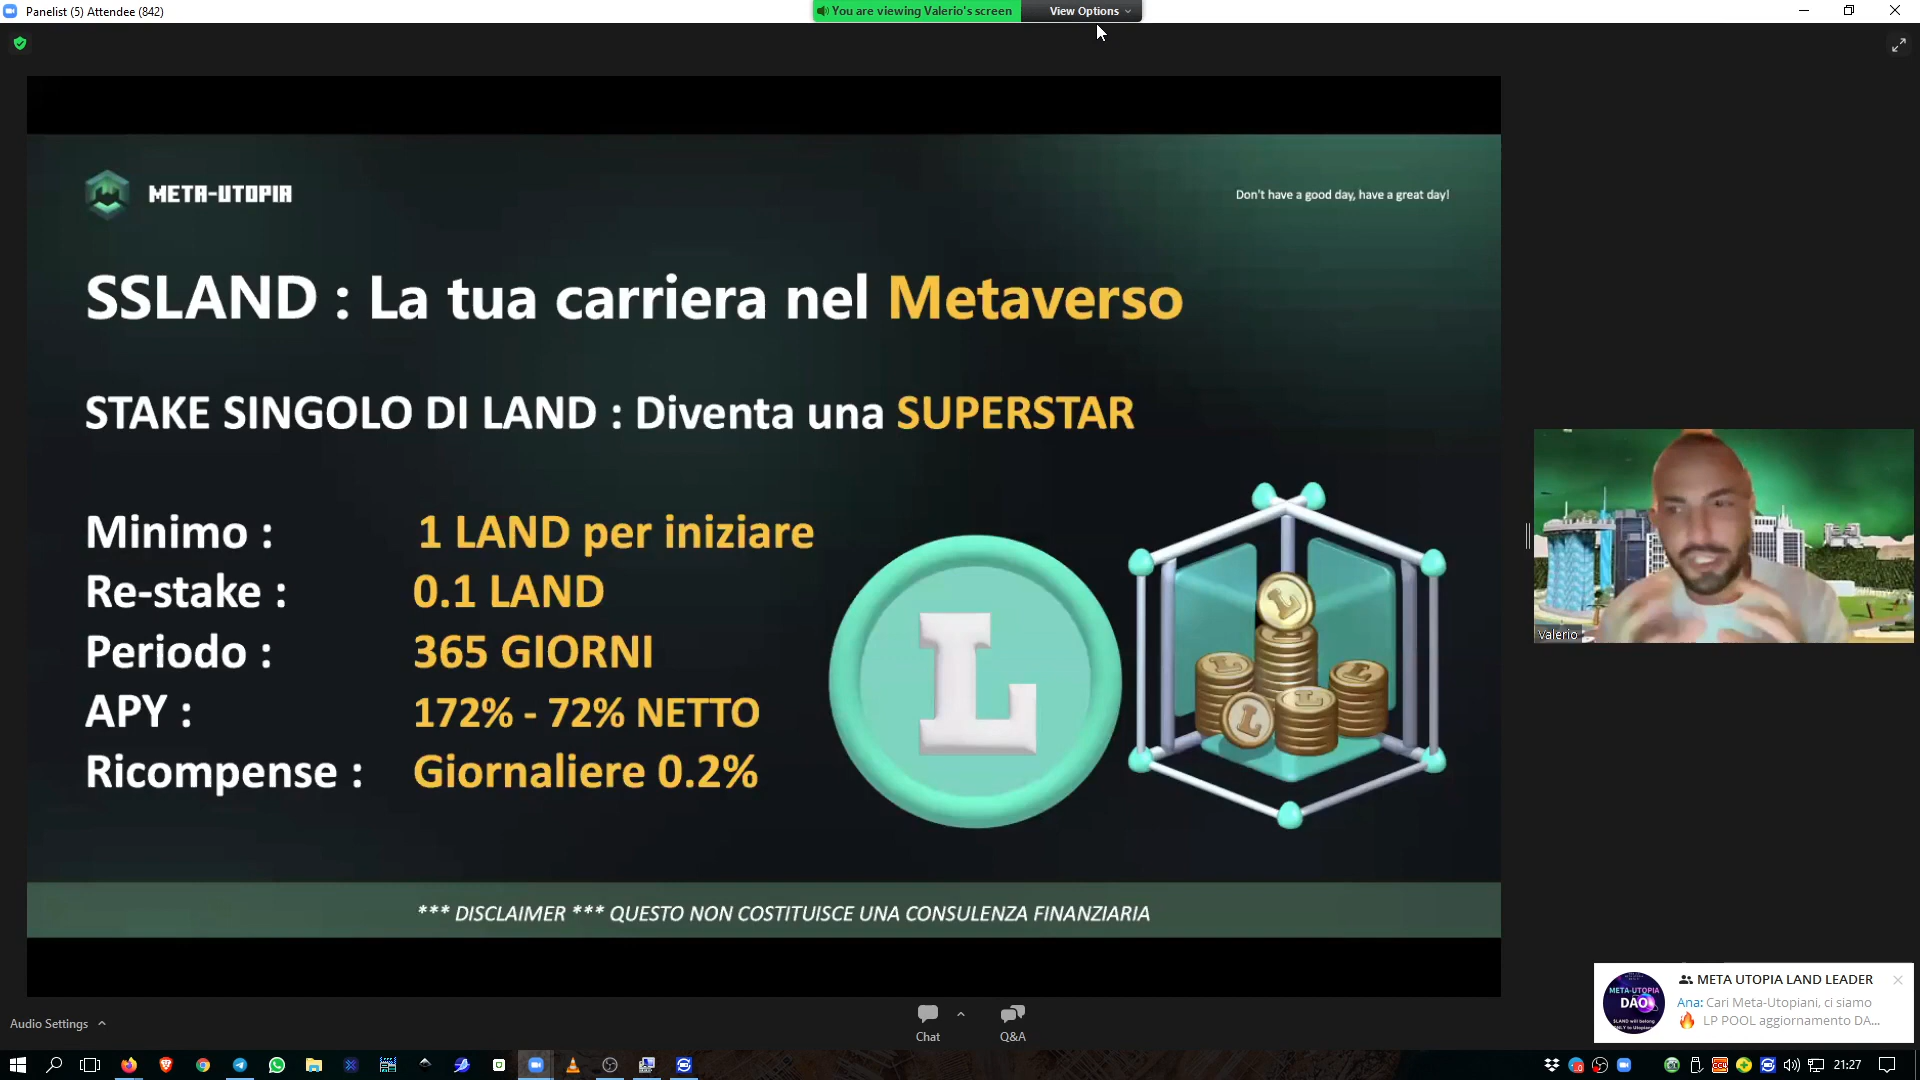 Panelist (5) Attendee (842)
You are viewing Valerio's screen
View Options
META-UTOPIA
Don't have a good day, have a great day!
SSLAND : La tua carriera nel Metaverso
STAKE SINGOLO DI LAND : Diventa una SUPERSTAR
Minimo : 1 LAND per iniziare
Re-stake : 0.1 LAND
Periodo : 365 GIORNI
APY : 172% - 72% NETTO
Ricompense : Giornaliere 0.2%
L
*** DISCLAIMER *** QUESTO NON COSTITUISCE UNA CONSULENZA FINANZIARIA
Valerio
META UTOPIA LAND LEADER
Ana: Cari Meta-Utopiani, ci siamo
🔥 LP POOL aggiornamento DA...
META-UTOPIA
DAO
Audio Settings
Chat
Q&A
21:27